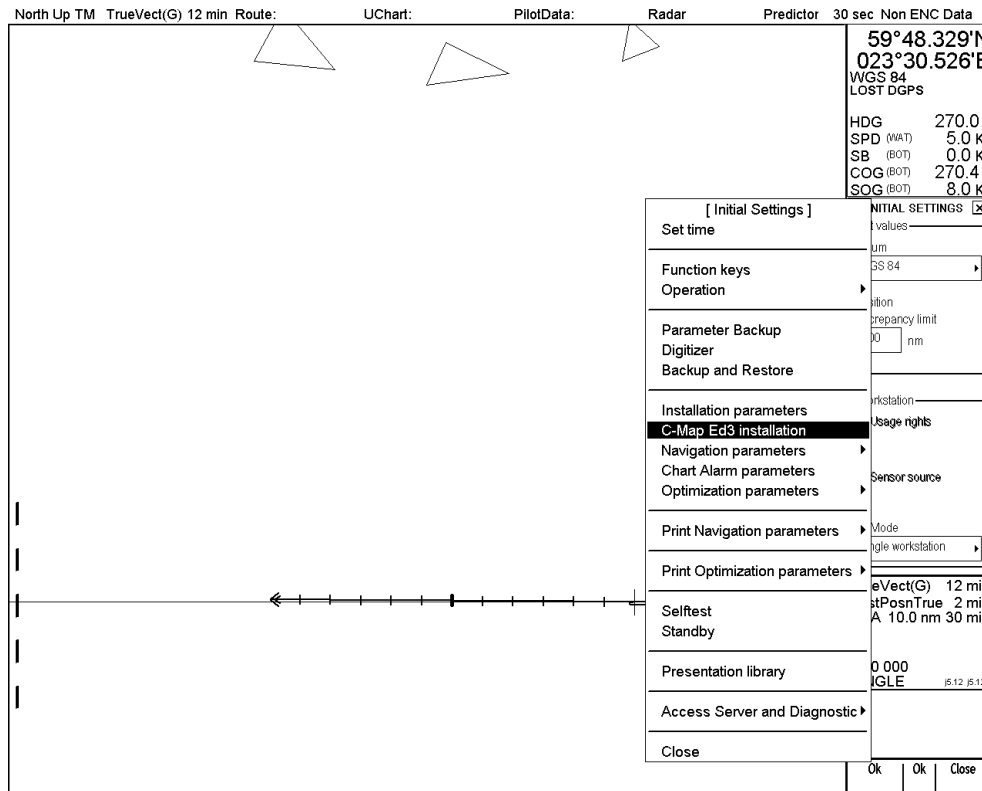 North Up TM TrueVect(G) 12 min Route: UChart: PilotData: Radar Predictor 30 sec Non ENC Data
59°48.329'N
023°30.526'E
WGS 84
LOST DGPS
HDG 270.0
SPD (WAT) 5.0 K
SB (BOT) 0.0 K
COG (BOT) 270.4
SOG (BOT) 8.0 K
[ Initial Settings ]
Set time
Function keys
Operation
Parameter Backup
Digitizer
Backup and Restore
Installation parameters
C-Map Ed3 installation
Navigation parameters
Chart Alarm parameters
Optimization parameters
Print Navigation parameters
Print Optimization parameters
Selftest
Standby
Presentation library
Access Server and Diagnostic
Close
NITIAL SETTINGS X
t values
um
GS 84
sition
crepancy limit
00 nm
orkstation
Usage rights
Sensor source
Mode
ngle workstation
eVect(G) 12 mi
stPosnTrue 2 mi
A 10.0 nm 30 mi
0 000
NGLE j5.12 j5.12
Ok Ok Close